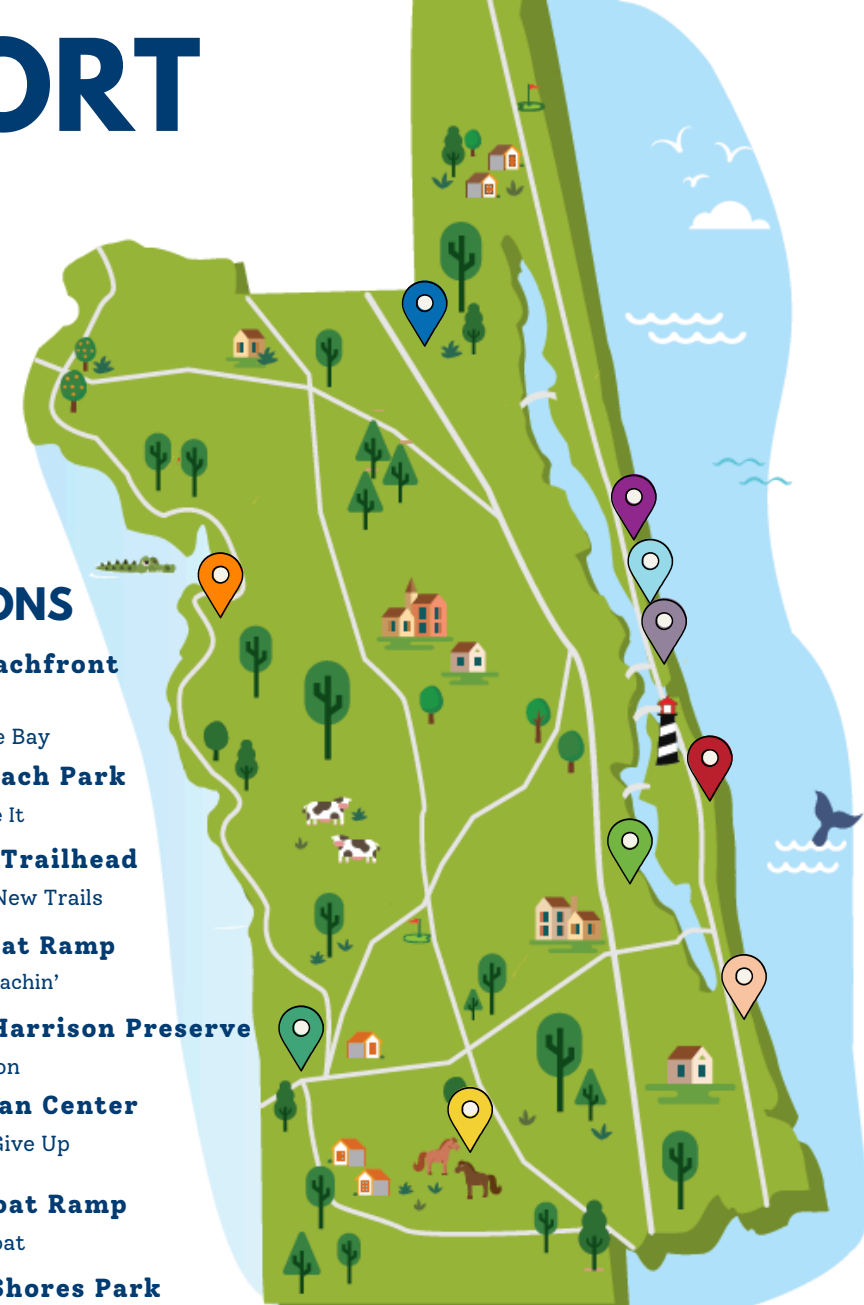 ORT
ONS
achfront
e Bay
ach Park
e It
Trailhead
New Trails
at Ramp
achin'
Harrison Preserve
on
an Center
Give Up
oat Ramp
oat
Shores Park